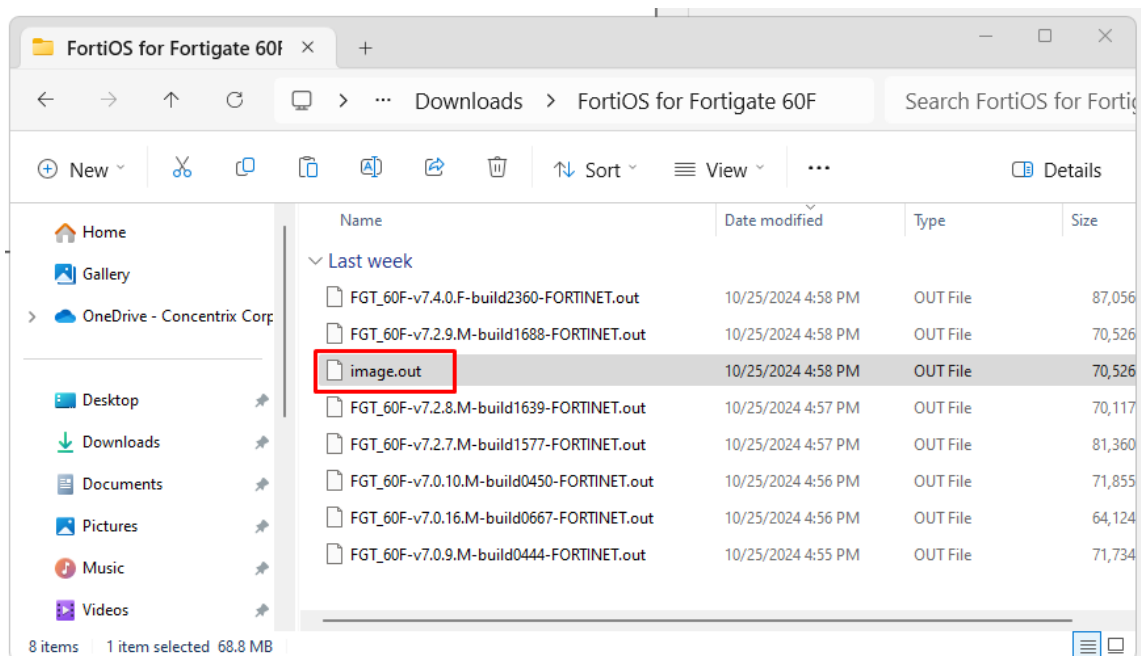 FortiOS for Fortigate 60F
Downloads > FortiOS for Fortigate 60F
Search FortiOS for Fortig
New
Sort
View
Details
Name Date modified Type Size
Home
Gallery
OneDrive - Concentrix Corp
Desktop
Downloads
Documents
Pictures
Music
Videos
Last week
FGT_60F-v7.4.0.F-build2360-FORTINET.out 10/25/2024 4:58 PM OUT File 87,056
FGT_60F-v7.2.9.M-build1688-FORTINET.out 10/25/2024 4:58 PM OUT File 70,526
image.out 10/25/2024 4:58 PM OUT File 70,526
FGT_60F-v7.2.8.M-build1639-FORTINET.out 10/25/2024 4:57 PM OUT File 70,117
FGT_60F-v7.2.7.M-build1577-FORTINET.out 10/25/2024 4:57 PM OUT File 81,360
FGT_60F-v7.0.10.M-build0450-FORTINET.out 10/25/2024 4:56 PM OUT File 71,855
FGT_60F-v7.0.16.M-build0667-FORTINET.out 10/25/2024 4:56 PM OUT File 64,124
FGT_60F-v7.0.9.M-build0444-FORTINET.out 10/25/2024 4:55 PM OUT File 71,734
8 items 1 item selected 68.8 MB